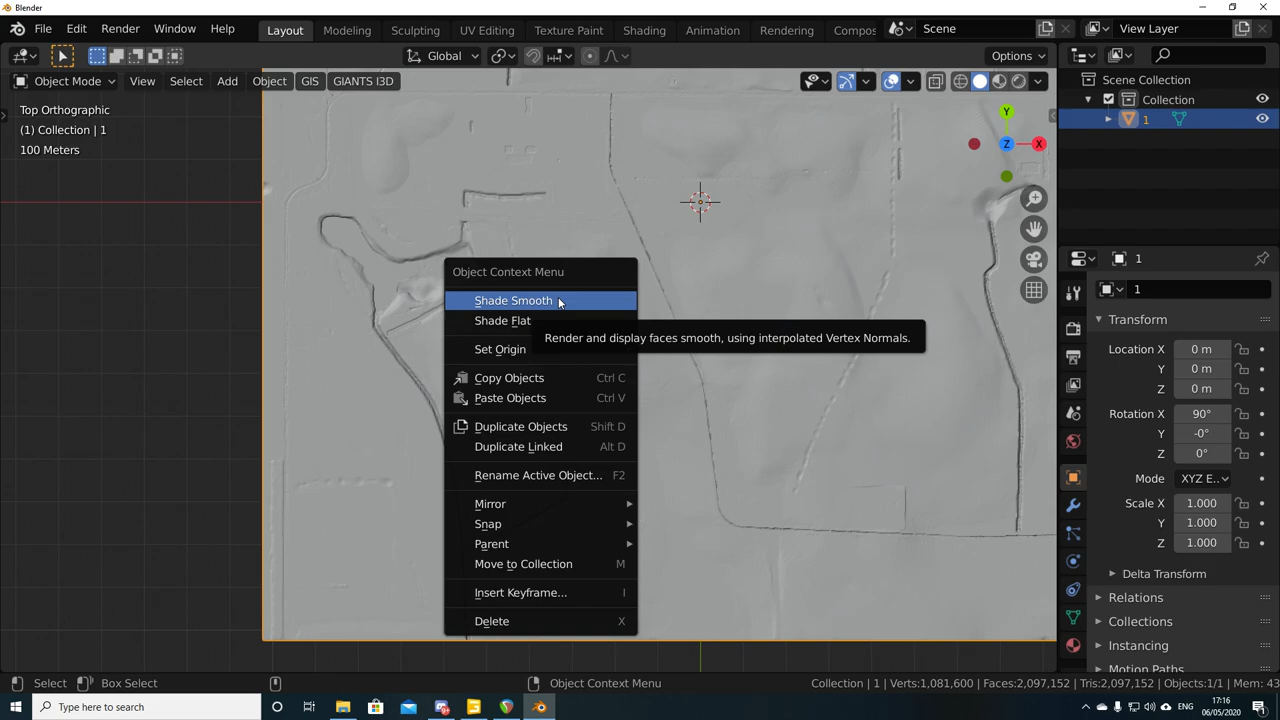 Blender
File Edit Render Window Help Layout Modeling Sculpting UV Editing Texture Paint Shading Animation Rendering Compos Scene View Layer
Global Options
Object Mode View Select Add Object GIS GIANTS 3D
Top Orthographic
(1) Collection | 1
100 Meters
Y
Z X
Object Context Menu
Shade Smooth
Shade Flat
Render and display faces smooth, using interpolated Vertex Normals.
Set Origin
Copy Objects Ctrl C
Paste Objects Ctrl V
Duplicate Objects Shift D
Duplicate Linked Alt D
Rename Active Object... F2
Mirror
Snap
Parent
Move to Collection M
Insert Keyframe... I
Delete X
Scene Collection
Collection
1
1
1
Transform
Location X 0 m
Y 0 m
Z 0 m
Rotation X 90°
Y -0°
Z 0°
Mode XYZ E..
Scale X 1.000
Y 1.000
Z 1.000
Delta Transform
Relations
Collections
Instancing
Motion Paths
Select Box Select Object Context Menu Collection | 1 | Verts:1,081,600 | Faces:2,097,152 | Tris:2,097,152 | Objects:1/1 | Mem: 43
Type here to search
ENG
17:16
06/05/2020